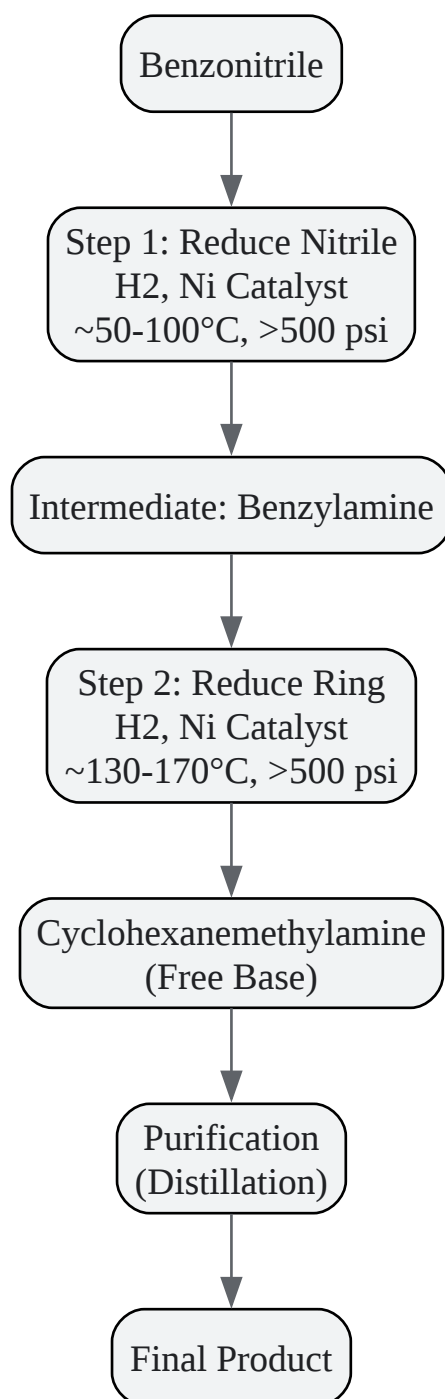 Benzonitrile
Step 1: Reduce Nitrile
H2, Ni Catalyst
~50-100°C, >500 psi
Intermediate: Benzylamine
Step 2: Reduce Ring
H2, Ni Catalyst
~130-170°C, >500 psi
Cyclohexanemethylamine
(Free Base)
Purification
(Distillation)
Final Product